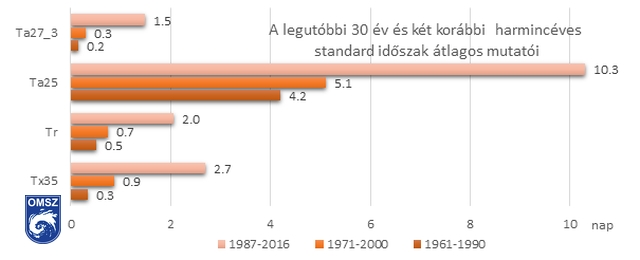 A legutóbbi 30 év és két korábbi harmincéves
standard időszak átlagos mutatói
Ta27_3
1.5
0.3
0.2
Ta25
10.3
5.1
4.2
Tr
2.0
0.7
0.5
Tx35
2.7
0.9
0.3
OMSZ
0 2 4 6 8 10 nap
1987-2016 1971-2000 1961-1990